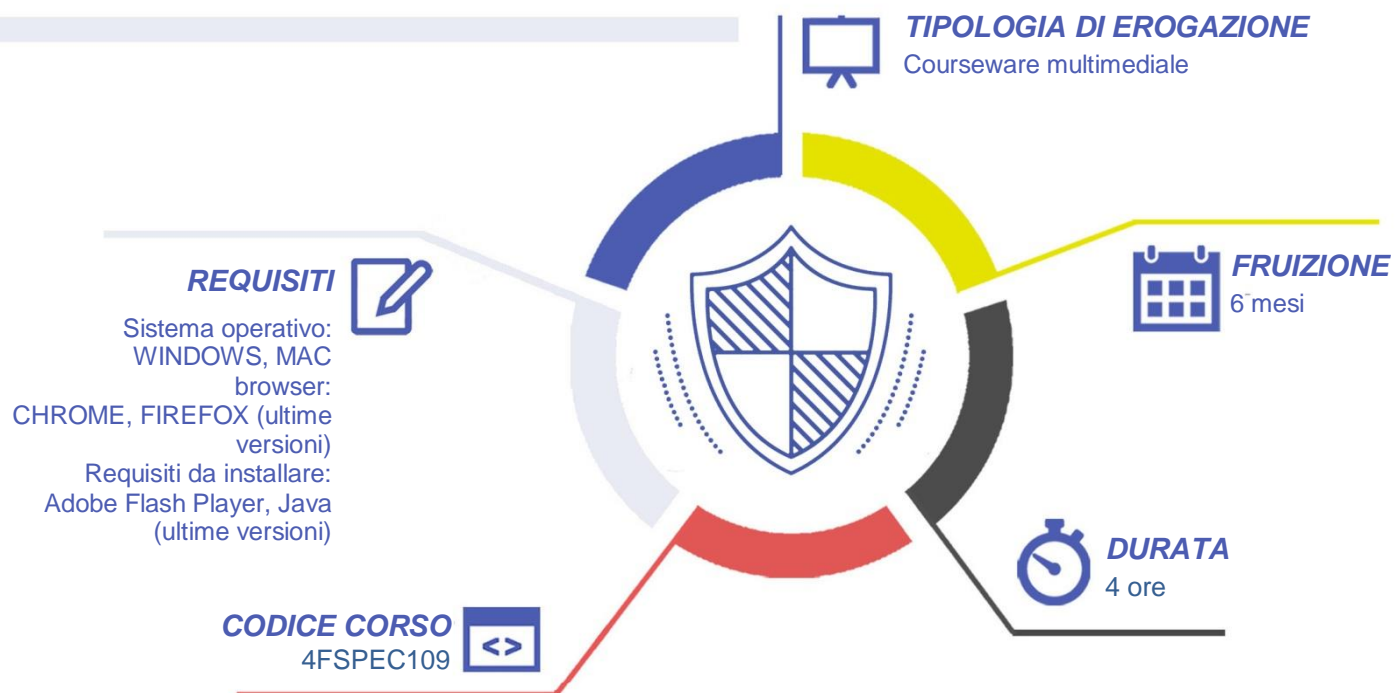 TIPOLOGIA DI EROGAZIONE
Courseware multimediale
FRUIZIONE
6 mesi
REQUISITI
Sistema operativo:
WINDOWS, MAC
browser:
CHROME, FIREFOX (ultime
versioni)
Requisiti da installare:
Adobe Flash Player, Java
(ultime versioni)
DURATA
4 ore
CODICE CORSO
4FSPEC109
<>